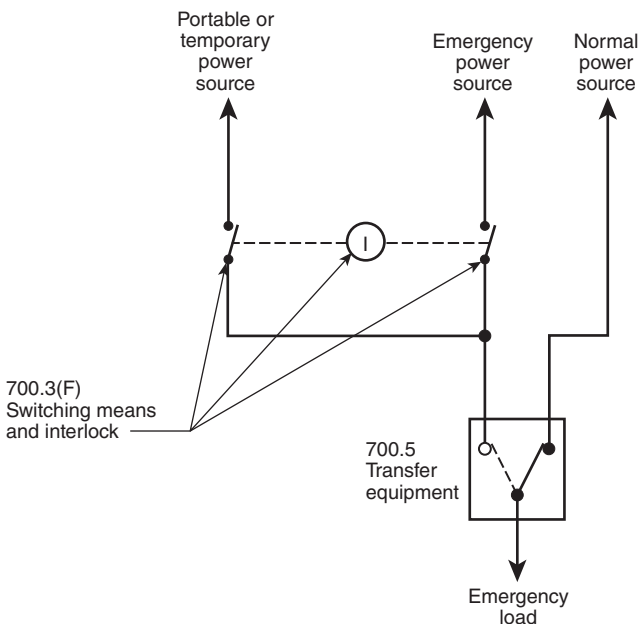 Portable or
temporary
power
source
Emergency
power
source
Normal
power
source
I
700.3(F)
Switching means
and interlock
700.5
Transfer
equipment
Emergency
load